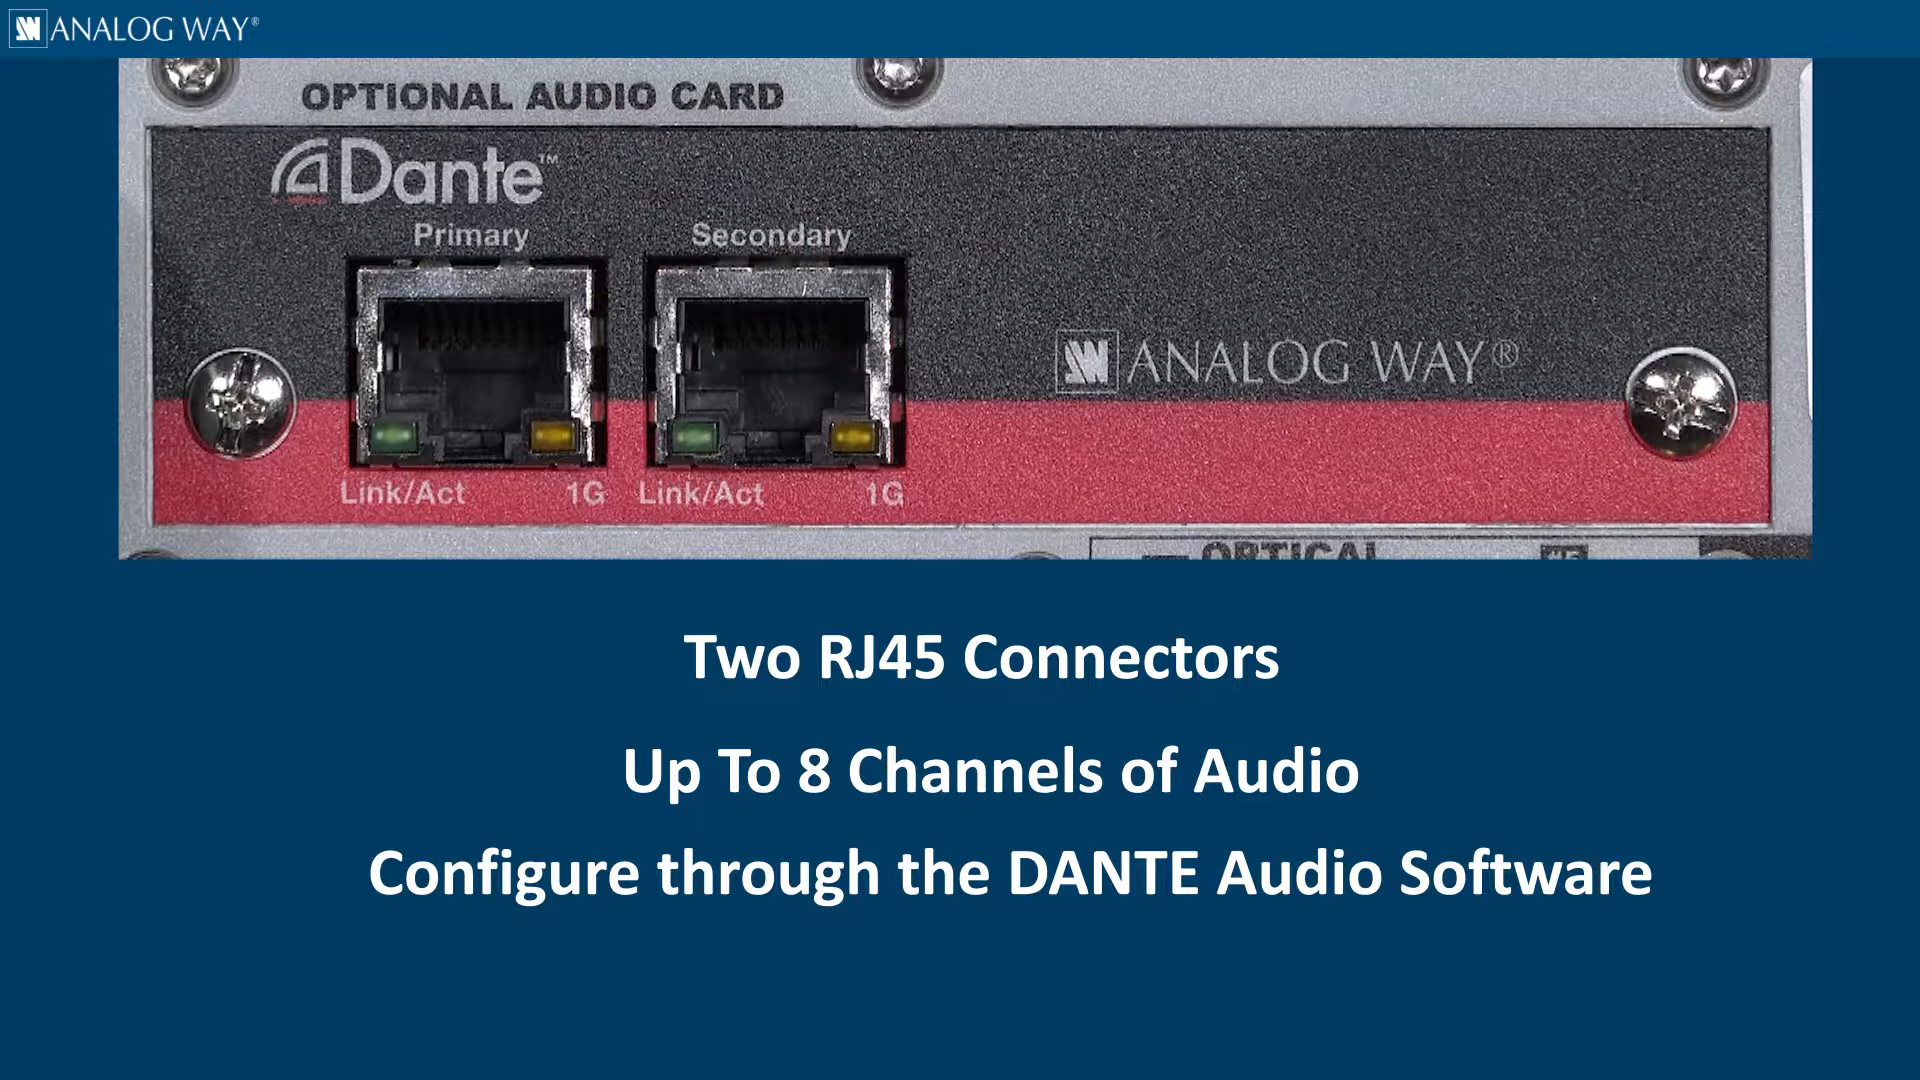 ANALOG WAY®
OPTIONAL AUDIO CARD
Dante™
Primary Secondary
ANALOG WAY®
Link/Act 1G Link/Act 1G
OPTICAL
Two RJ45 Connectors
Up To 8 Channels of Audio
Configure through the DANTE Audio Software